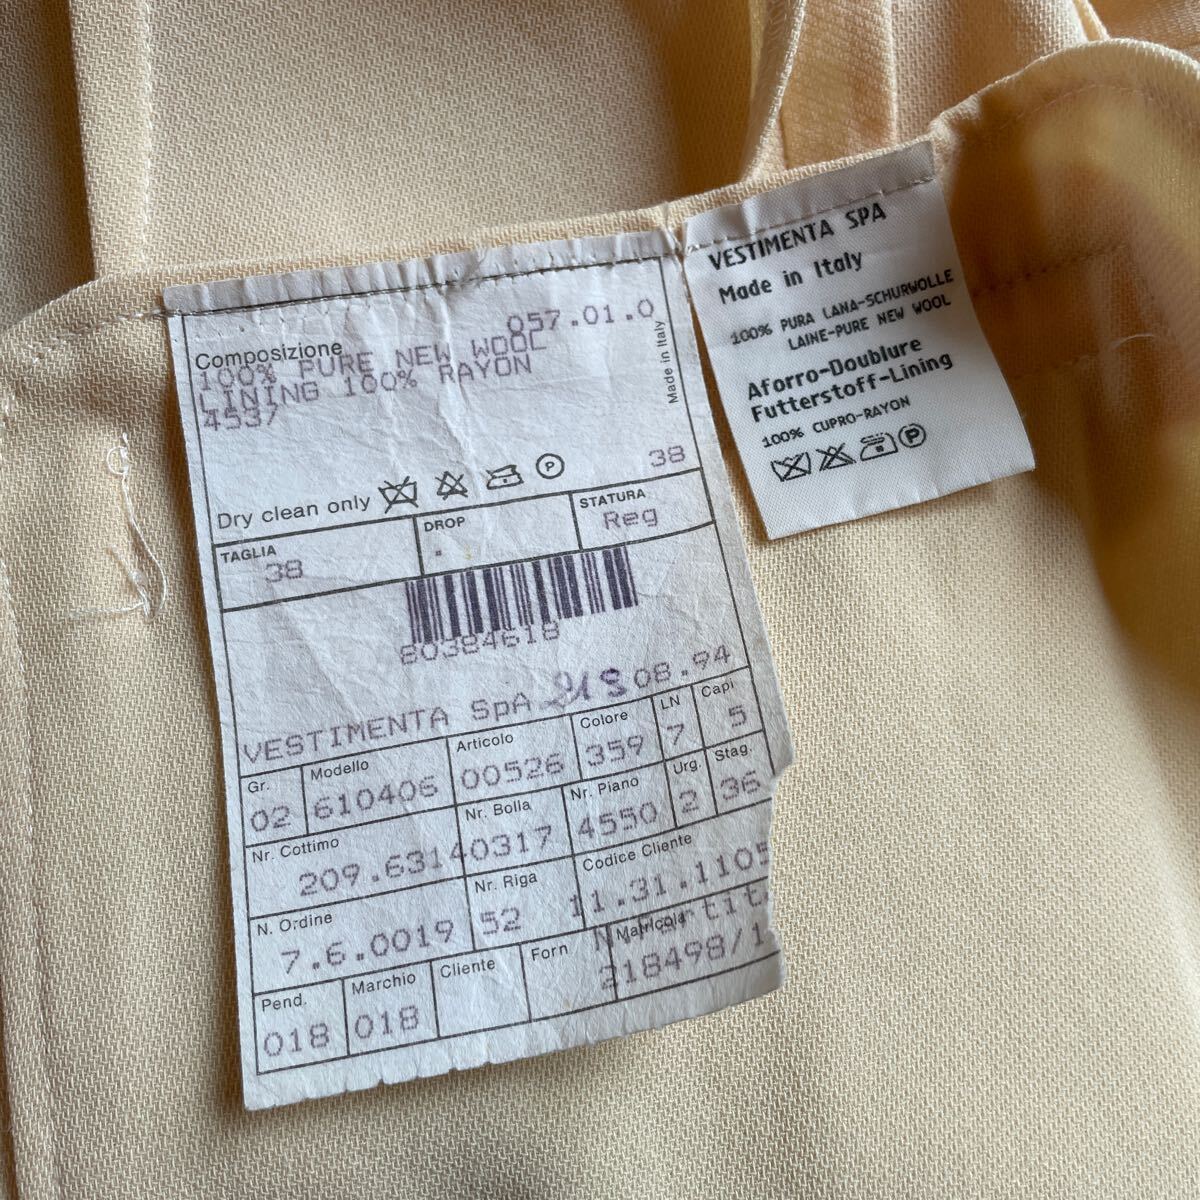 057.01.0
Composizione
100% PURE NEW WOOL
LINING 100% RAYON
4537
Made in Italy
38
Dry clean only
P
TAGLIA
38
DROP
STATURA
Reg
80384618
VESTIMENTA SpA 08.94
Gr.
02
Modello
610406
Articolo
00526
Colore
359
LN
7
Capi
5
Nr. Cottimo
209.6314
Nr. Bolla
0317
Nr. Piano
4550
Urg.
2
Stag.
36
N. Ordine
7.6.0019
Nr. Riga
52
Codice Cliente
11.31.1105
Pend.
018
Marchio
018
Cliente
Forn
Matricola
218498/1
VESTIMENTA SPA
Made in Italy
100% PURA LANA-SCHURWOLLE
LAINE-PURE NEW WOOL
Aforro-Doublure
Futterstoff-Lining
100% CUPRO-RAYON
P